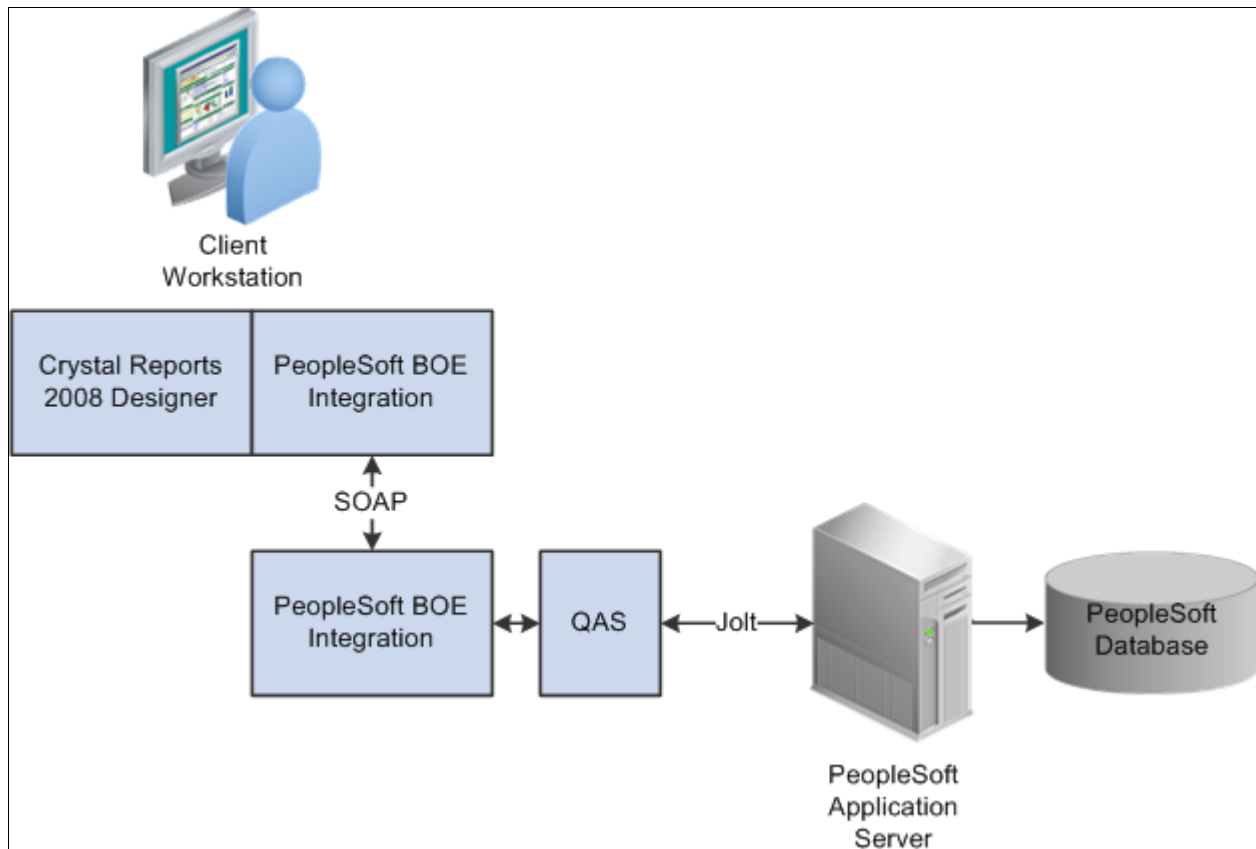 Client
Workstation
Crystal Reports
2008 Designer
PeopleSoft BOE
Integration
SOAP
PeopleSoft BOE
Integration
QAS
Jolt
PeopleSoft
Application
Server
PeopleSoft
Database